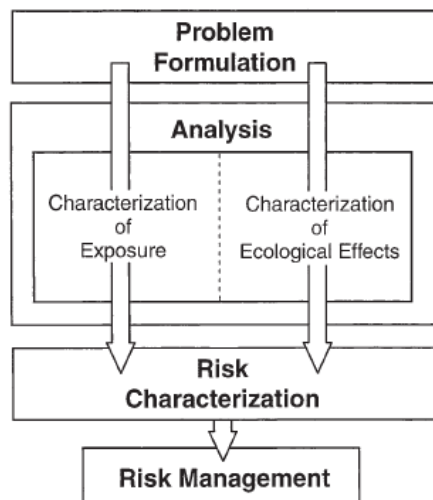 Problem
Formulation
Analysis
Characterization
of
Exposure
Characterization
of
Ecological Effects
Risk
Characterization
Risk Management